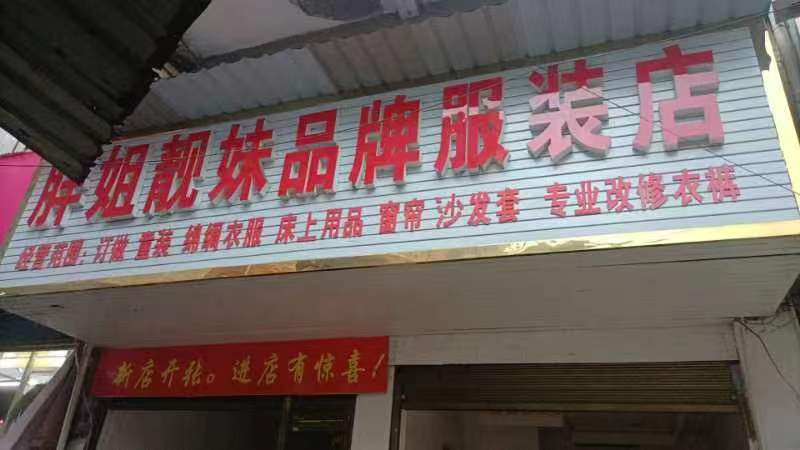 胖姐靓妹品牌服装店
经营范围：订做 童装 绵绸衣服 床上用品 窗帘 沙发套 专业改修衣裤
新店开张。进店有惊喜！